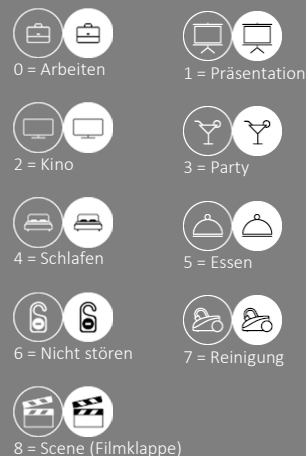 0 = Arbeiten
1 = Präsentation
2 = Kino
3 = Party
4 = Schlafen
5 = Essen
6 = Nicht stören
7 = Reinigung
8 = Scene (Filmklappe)